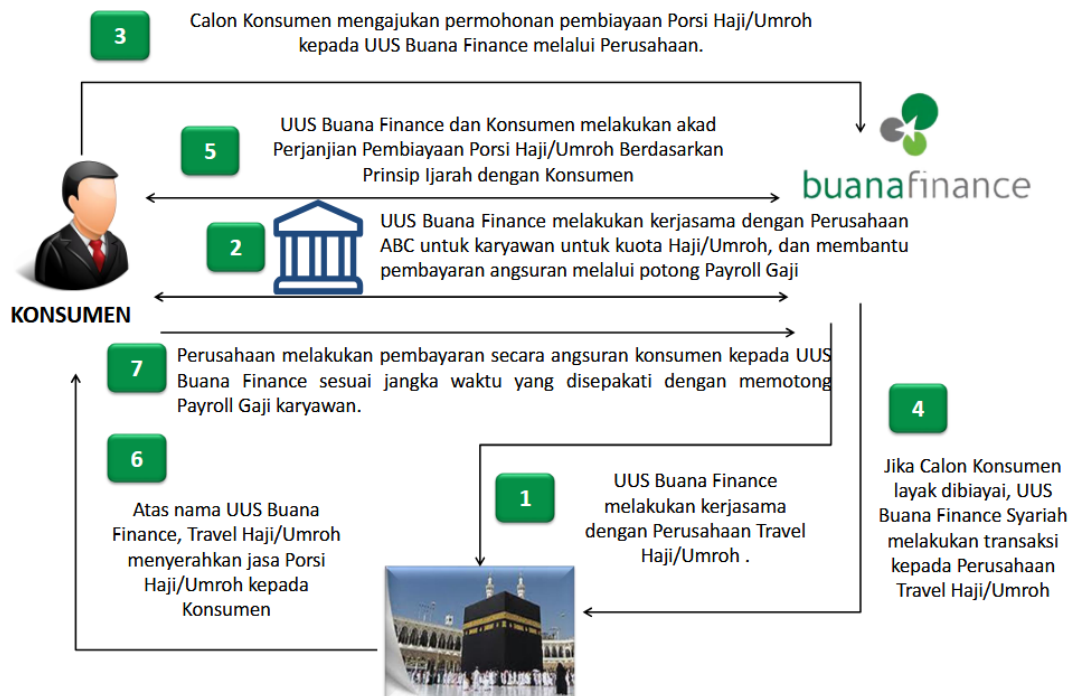 3
Calon Konsumen mengajukan permohonan pembiayaan Porsi Haji/Umroh
kepada UUS Buana Finance melalui Perusahaan.
5
UUS Buana Finance dan Konsumen melakukan akad
Perjanjian Pembiayaan Porsi Haji/Umroh Berdasarkan
Prinsip Ijarah dengan Konsumen
buanafinance
2
UUS Buana Finance melakukan kerjasama dengan Perusahaan
ABC untuk karyawan untuk kuota Haji/Umroh, dan membantu
pembayaran angsuran melalui potong Payroll Gaji
KONSUMEN
7
Perusahaan melakukan pembayaran secara angsuran konsumen kepada UUS
Buana Finance sesuai jangka waktu yang disepakati dengan memotong
Payroll Gaji karyawan.
4
Jika Calon Konsumen
layak dibiayai, UUS
Buana Finance Syariah
melakukan transaksi
kepada Perusahaan
Travel Haji/Umroh
6
Atas nama UUS Buana
Finance, Travel Haji/Umroh
menyerahkan jasa Porsi
Haji/Umroh kepada
Konsumen
1
UUS Buana Finance
melakukan kerjasama
dengan Perusahaan Travel
Haji/Umroh .